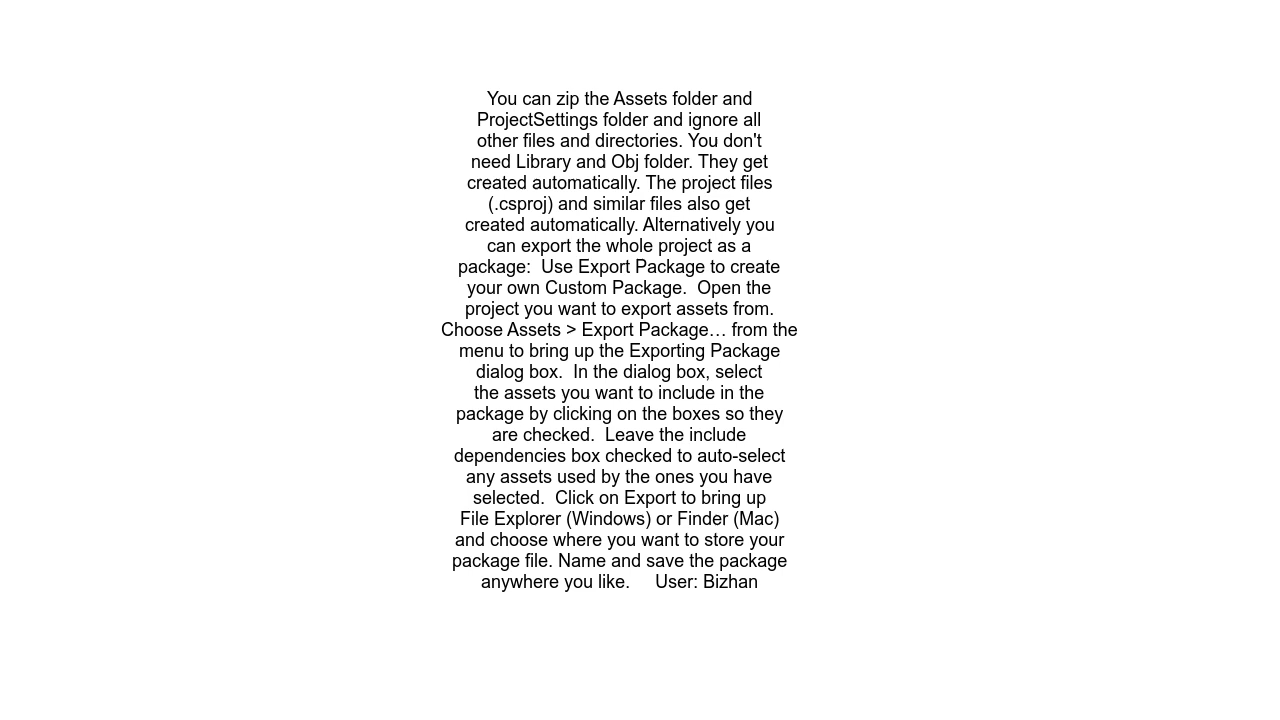 You can zip the Assets folder and
ProjectSettings folder and ignore all
other files and directories. You don't
need Library and Obj folder. They get
created automatically. The project files
(.csproj) and similar files also get
created automatically. Alternatively you
can export the whole project as a
package:  Use Export Package to create
your own Custom Package.  Open the
project you want to export assets from.
Choose Assets > Export Package… from the
menu to bring up the Exporting Package
dialog box.  In the dialog box, select
the assets you want to include in the
package by clicking on the boxes so they
are checked.  Leave the include
dependencies box checked to auto-select
any assets used by the ones you have
selected.  Click on Export to bring up
File Explorer (Windows) or Finder (Mac)
and choose where you want to store your
package file. Name and save the package
anywhere you like.     User: Bizhan